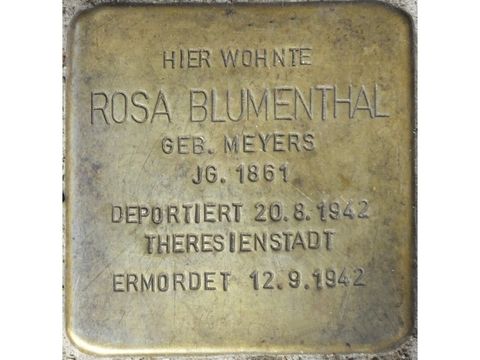 HIER WOHNTE
ROSA BLUMENTHAL
GEB. MEYERS
JG. 1861
DEPORTIERT 20.8.1942
THERESIENSTADT
ERMORDET 12.9.1942